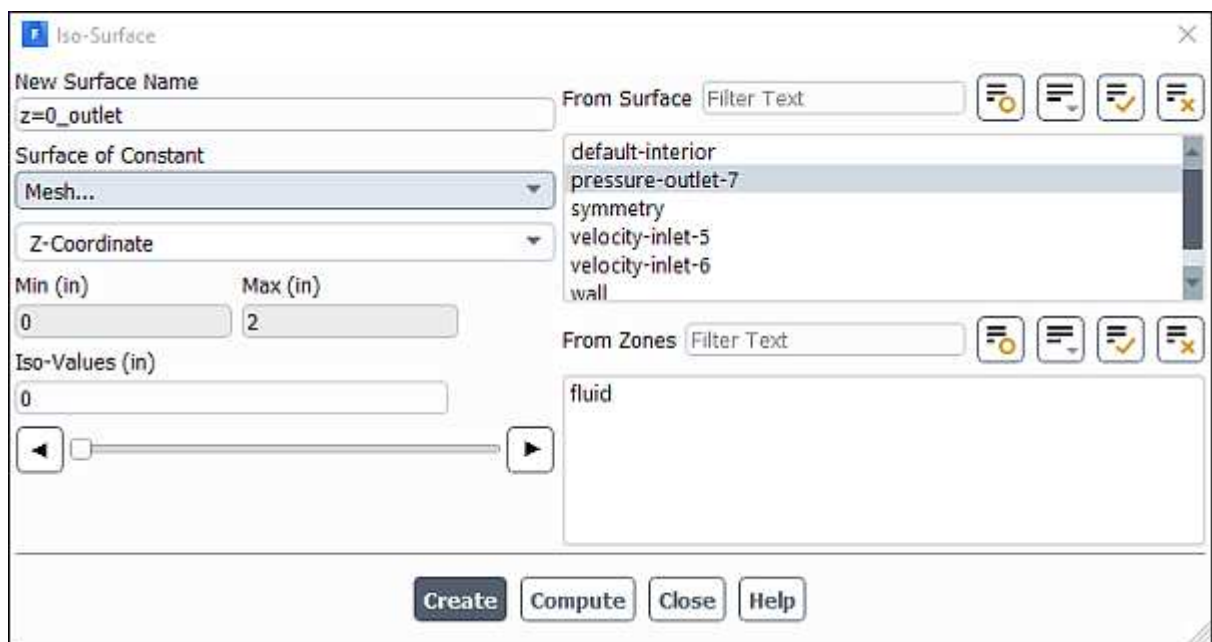 Iso-Surface
New Surface Name
z=0_outlet
Surface of Constant
Mesh...
Z-Coordinate
Min (in) Max (in)
0 2
Iso-Values (in)
0
From Surface Filter Text
default-interior
pressure-outlet-7
symmetry
velocity-inlet-5
velocity-inlet-6
wall
From Zones Filter Text
fluid
Create Compute Close Help